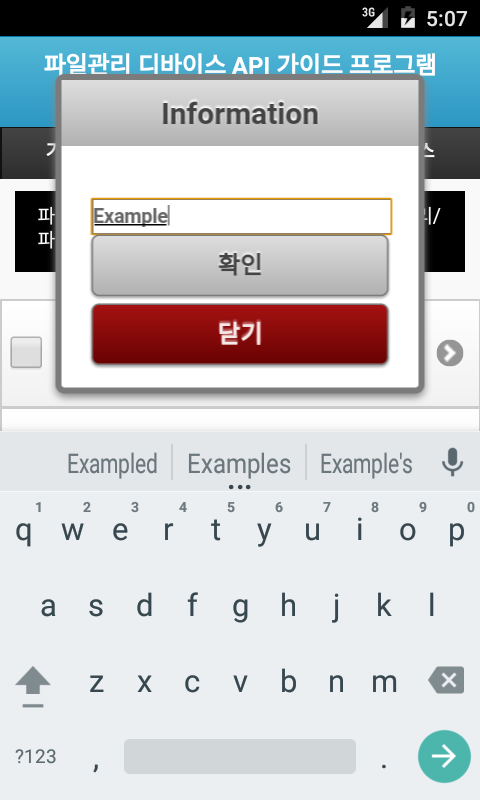 3G 5:07
파일관리 디바이스 API 가이드 프로그램
Information
스
리/
Example
확인
닫기
Exampled Examples Example's
1 2 3 4 5 6 7 8 9 0
q w e r t y u i o p
a s d f g h j k l
z x c v b n m
?123 , .